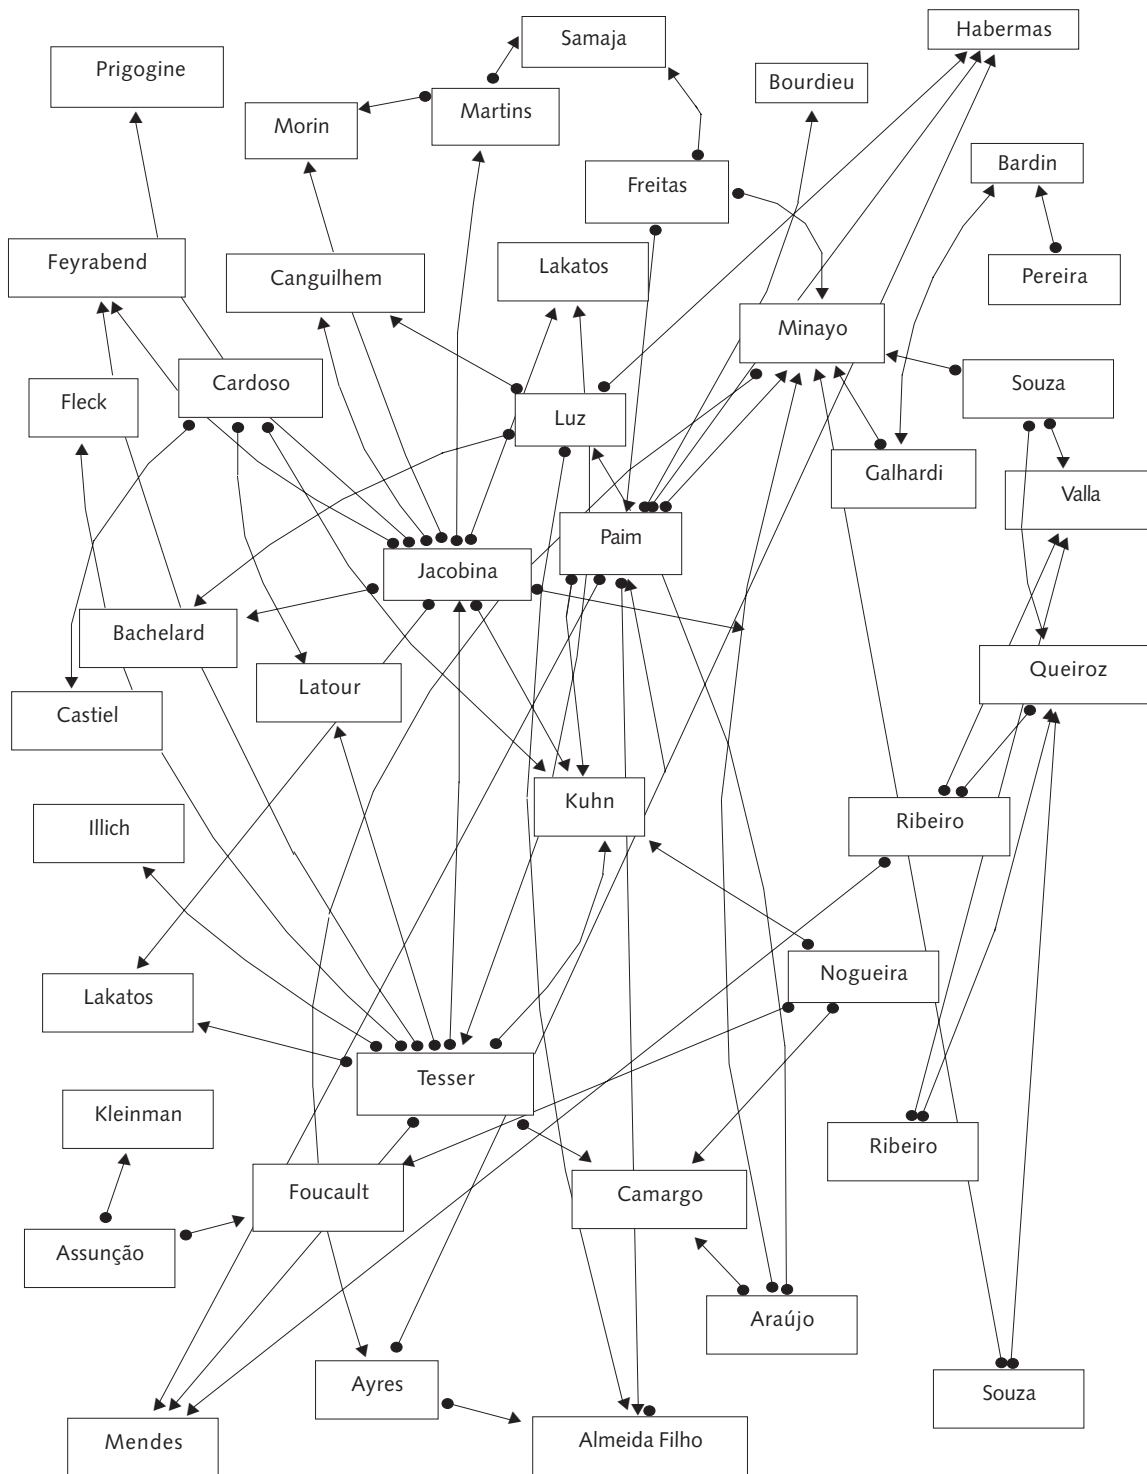 Habermas
Samaja
Prigogine
Bourdieu
Martins
Morin
Bardin
Freitas
Feyrabend
Lakatos
Canguilhem
Pereira
Minayo
Cardoso
Souza
Fleck
Luz
Galhardi
Valla
Paim
Jacobina
Bachelard
Queiroz
Latour
Castiel
Kuhn
Ribeiro
Illich
Nogueira
Lakatos
Tesser
Kleinman
Ribeiro
Foucault
Camargo
Assunção
Araújo
Ayres
Souza
Almeida Filho
Mendes